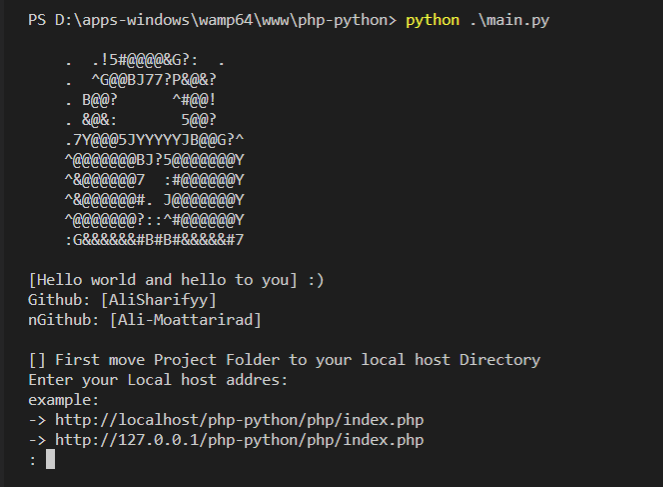 PS D:\apps-windows\wamp64\www\php-python> python .\main.py
.  .!5#@@@@&G?:  .
.  ^G@@BJ77?P&@&?
. B@@?      ^#@@!
. &@&:       5@@?
.7Y@@@5JYYYYYJB@@G?^
^@@@@@@@BJ?5@@@@@@@Y
^&@@@@@@7  :#@@@@@@Y
^&@@@@@@#. J@@@@@@@Y
^@@@@@@@?::^#@@@@@@Y
:G&&&&&&#B#B#&&&&&#7
[Hello world and hello to you] :)
Github: [AliSharifyy]
nGithub: [Ali-Moattarirad]
[] First move Project Folder to your local host Directory
Enter your Local host addres:
example:
-> http://localhost/php-python/php/index.php
-> http://127.0.0.1/php-python/php/index.php
: